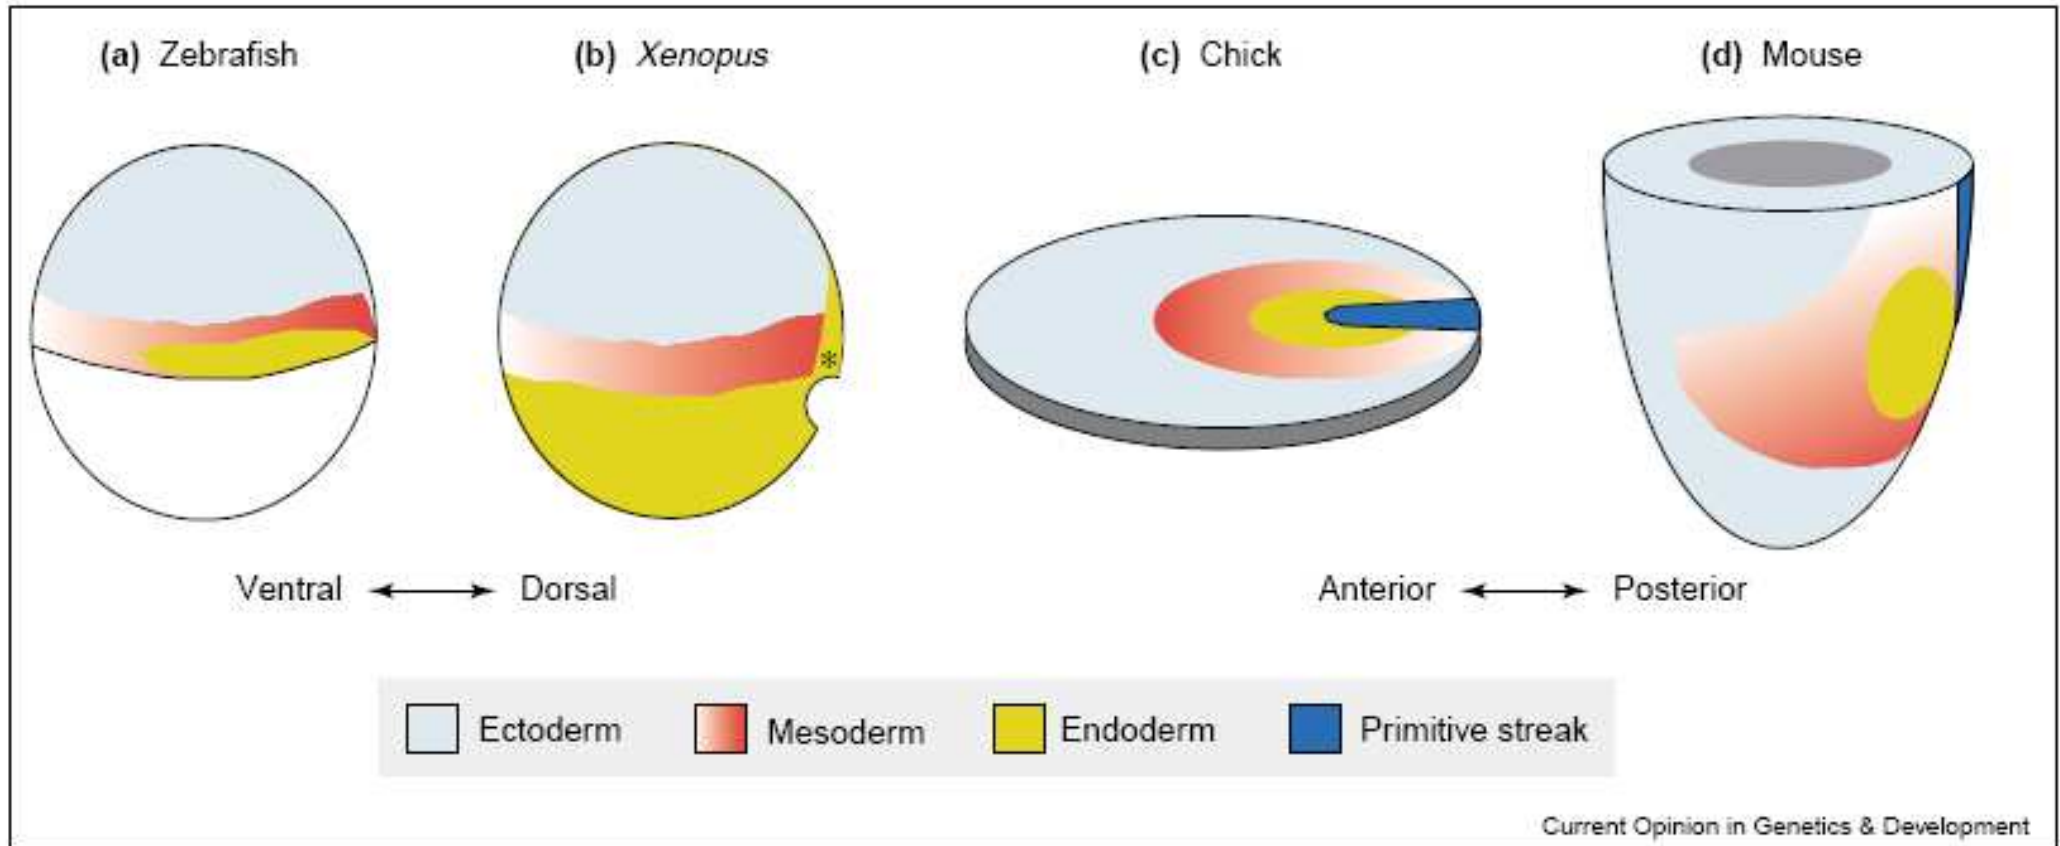 (a) Zebrafish
(b) Xenopus
(c) Chick
(d) Mouse
*
Ventral
Dorsal
Anterior
Posterior
Ectoderm
Mesoderm
Endoderm
Primitive streak
Current Opinion in Genetics & Development